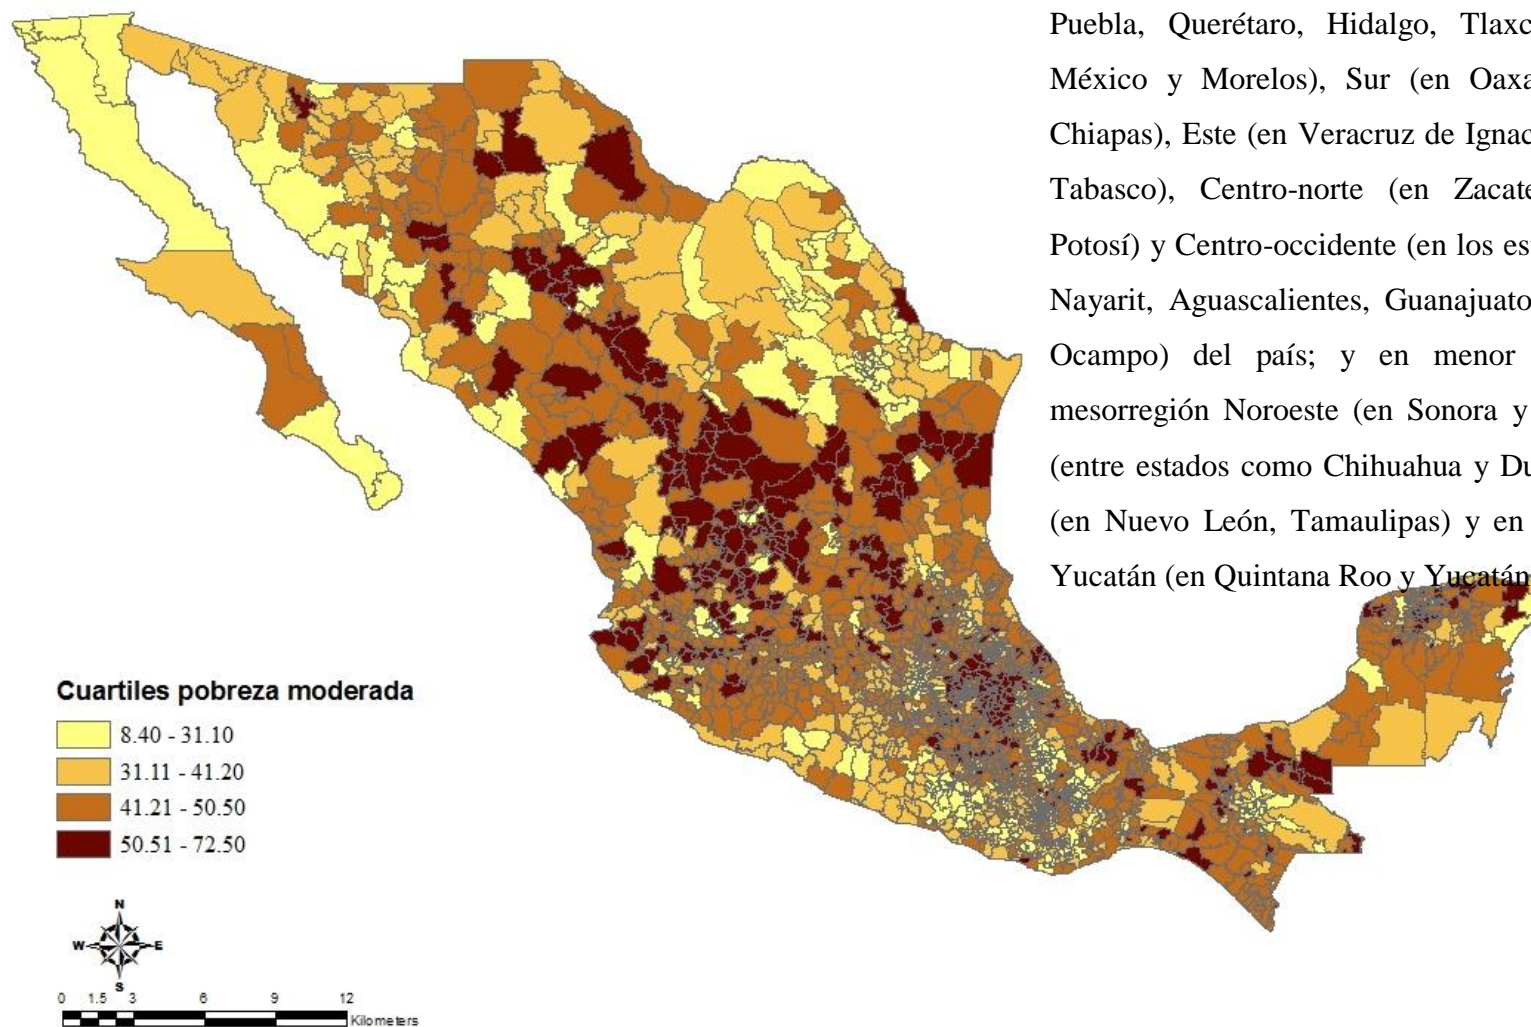 Puebla, Querétaro, Hidalgo, Tlaxc
México y Morelos), Sur (en Oaxa
Chiapas), Este (en Veracruz de Ignac
Tabasco), Centro-norte (en Zacate
Potosí) y Centro-occidente (en los es
Nayarit, Aguascalientes, Guanajuato
Ocampo) del país; y en menor
mesorregión Noroeste (en Sonora y
(entre estados como Chihuahua y Du
(en Nuevo León, Tamaulipas) y en
Yucatán (en Quintana Roo y Yucatán
Cuartiles pobreza moderada
8.40 - 31.10
31.11 - 41.20
41.21 - 50.50
50.51 - 72.50
N
W E
S
0 1.5 3 6 9 12
Kilometers